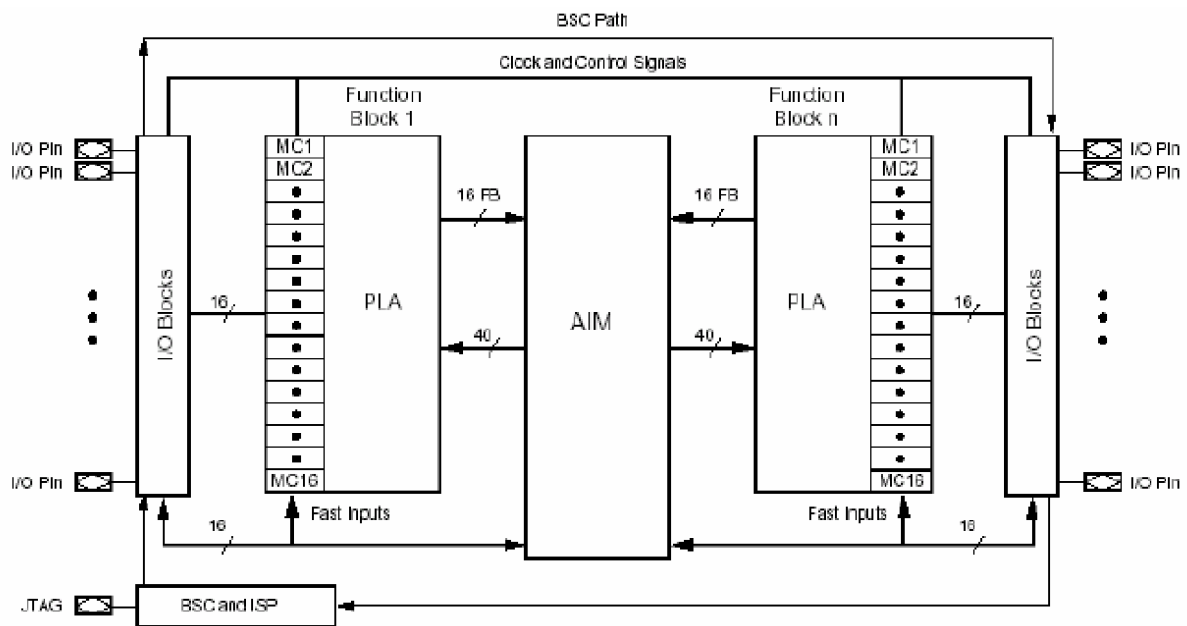 BSC Path
Clock and Control Signals
Function
Block 1
Function
Block n
I/O Pin
I/O Pin
MC1
MC2
16 FB
16 FB
MC1
MC2
I/O Pin
I/O Pin
I/O Blocks
16
PLA
AIM
PLA
16
I/O Blocks
40
40
I/O Pin
MC16
MC16
I/O Pin
16
Fast Inputs
Fast Inputs
16
JTAG
BSC and ISP